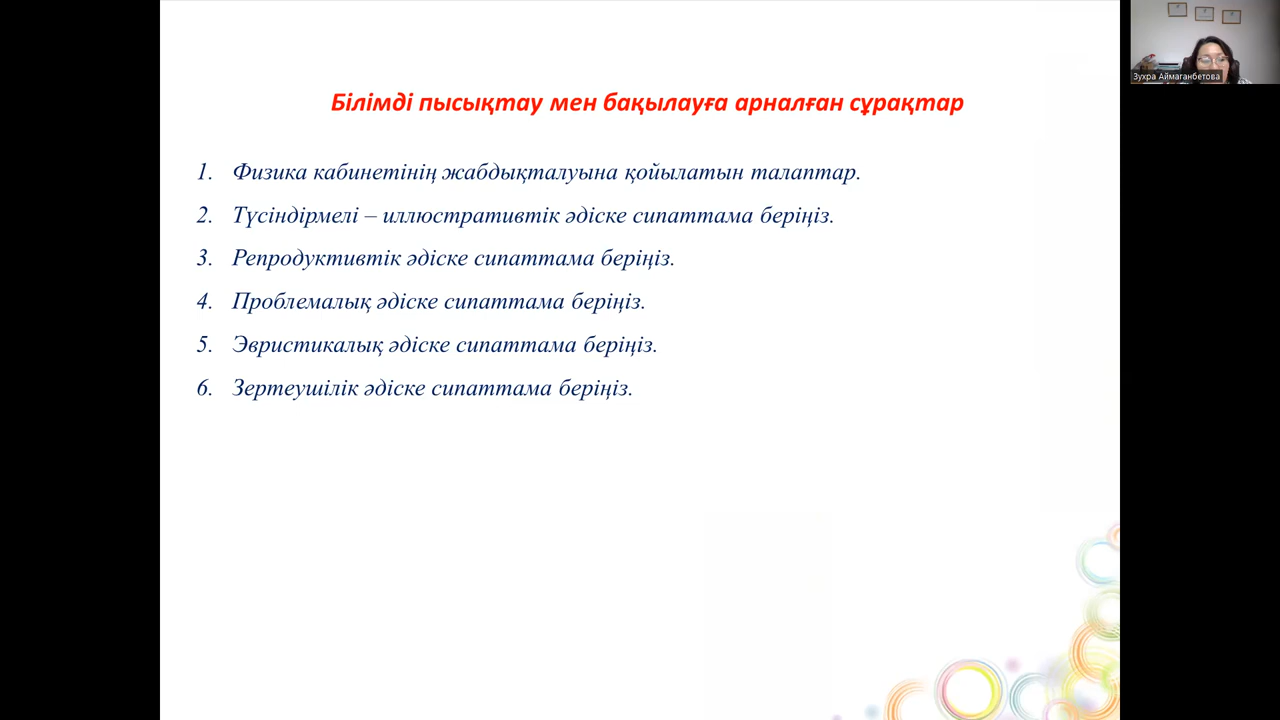 Білімді пысықтау мен бақылауға арналған сұрақтар
1. Физика кабинетінің жабдықталуына қойылатын талаптар.
2. Түсіндірмелі – иллюстративтік әдіске сипаттама беріңіз.
3. Репродуктивтік әдіске сипаттама беріңіз.
4. Проблемалық әдіске сипаттама беріңіз.
5. Эвристикалық әдіске сипаттама беріңіз.
6. Зертеушілік әдіске сипаттама беріңіз.
Зухра Аймаганбетова